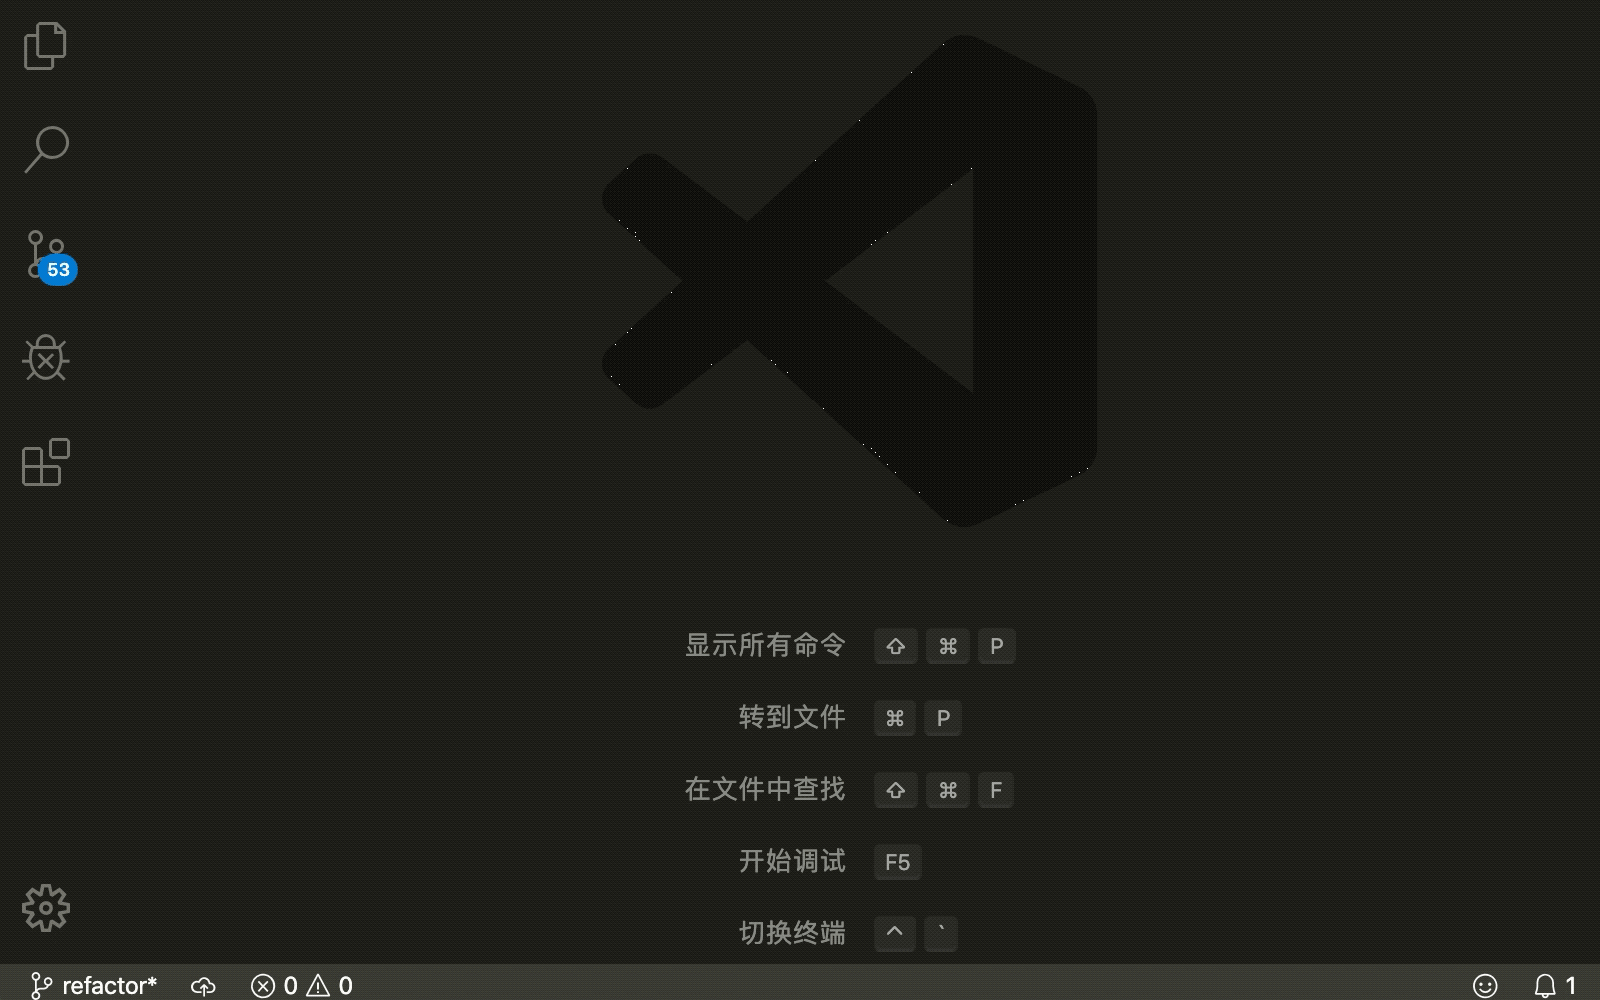 53
显示所有命令 ⇧ ⌘ P
转到文件 ⌘ P
在文件中查找 ⇧ ⌘ F
开始调试 F5
切换终端 ^ `
refactor* 0 0 1